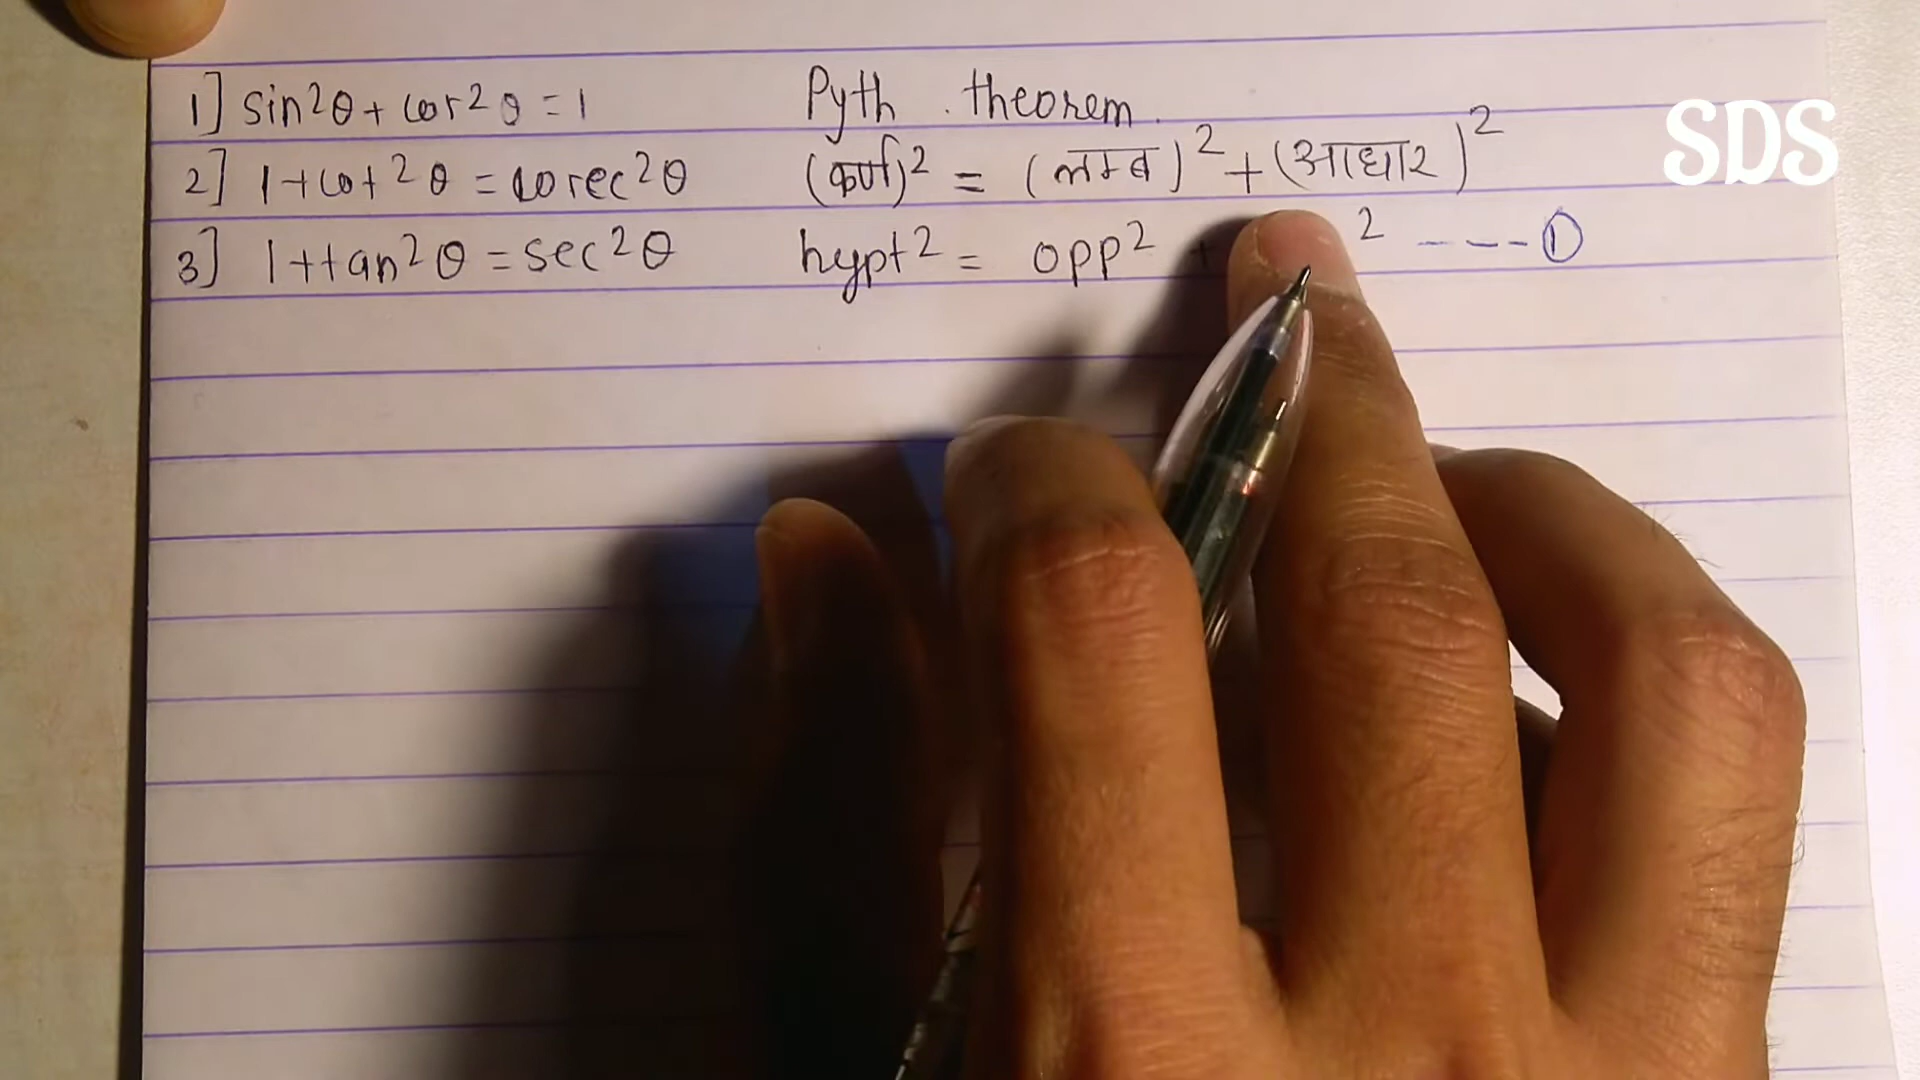 1] sin2θ + cos2θ = 1
2] 1+cot2θ = cosec2θ
3] 1+tan2θ = sec2θ
Pyth. theorem.
(कर्ण)2 = (लम्ब)2 + (आधार)2
hypt2 = opp2 + 2 ---- ①
SDS